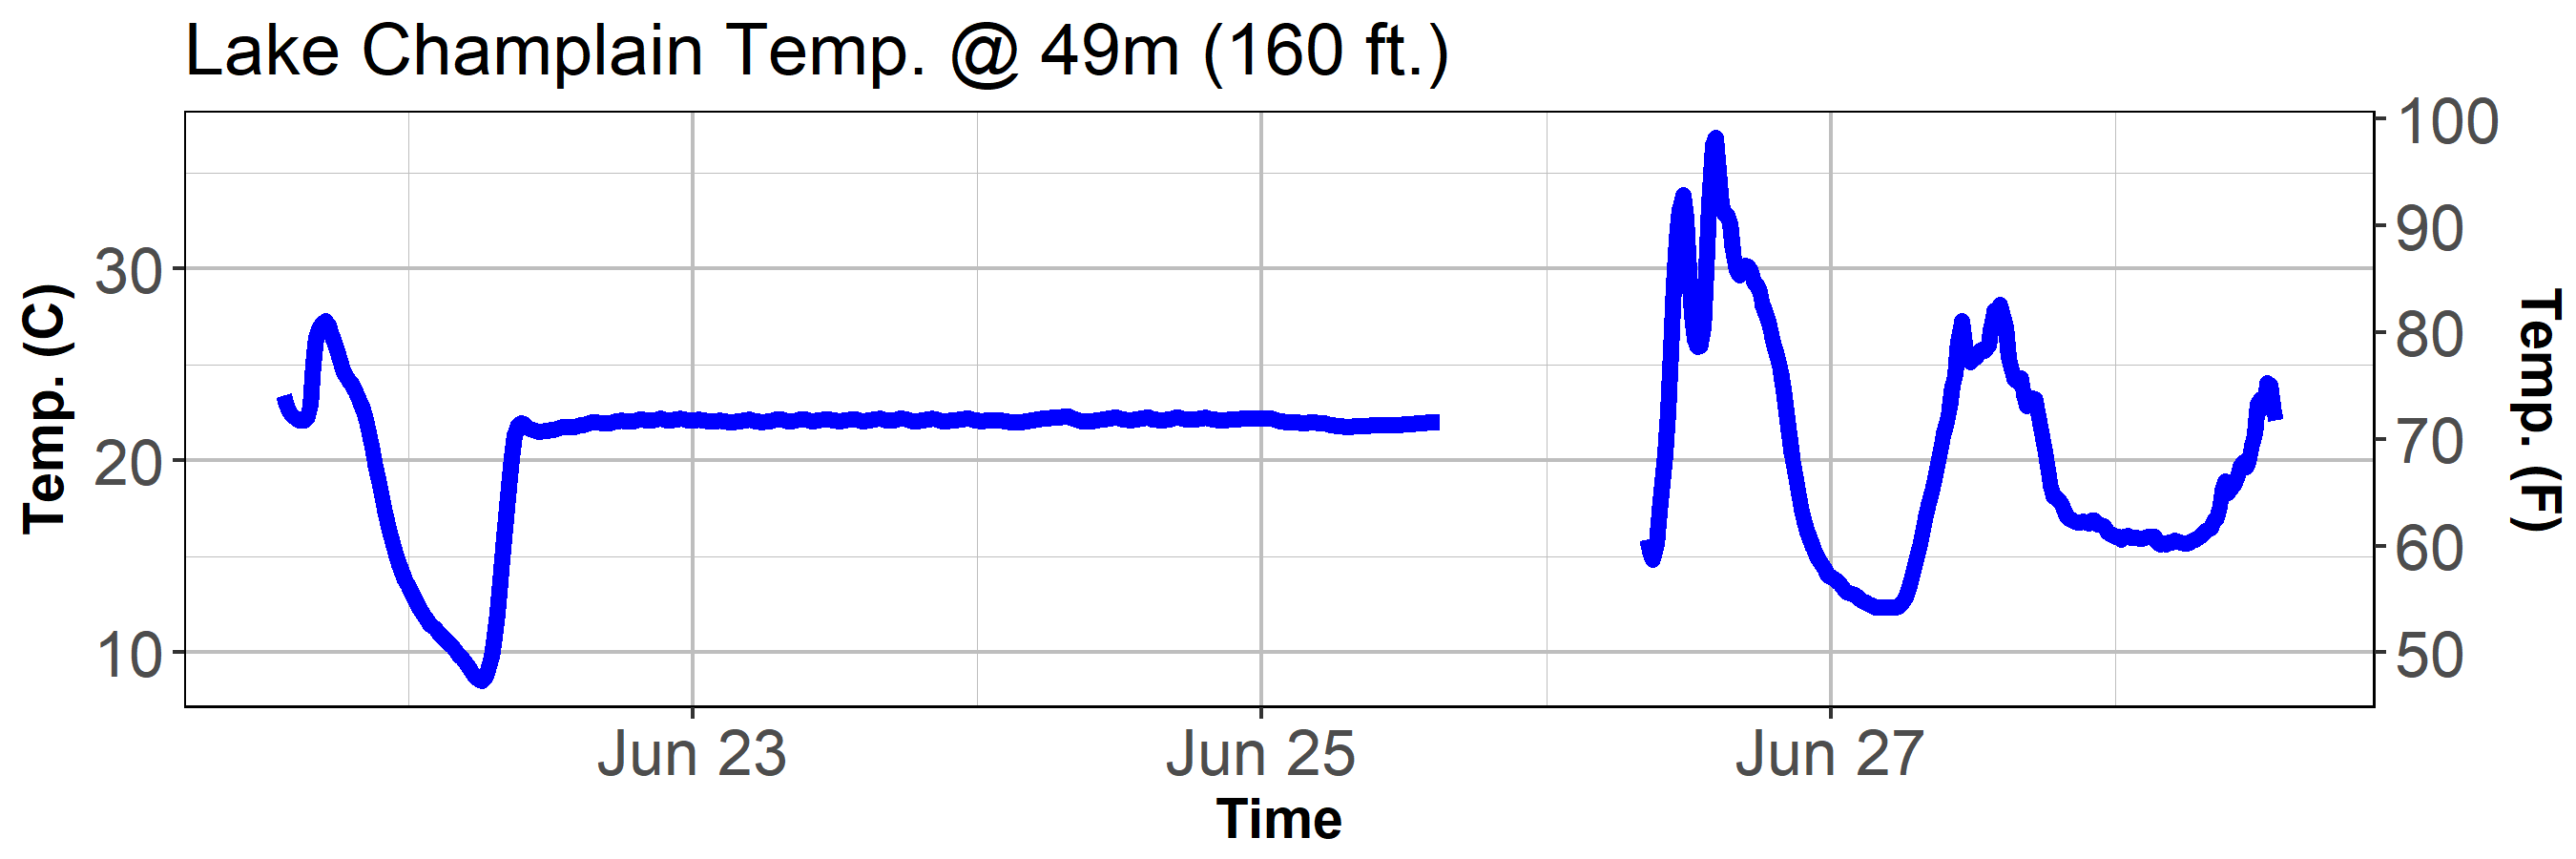 Lake Champlain Temp. @ 49m (160 ft.)
100
90
80
70
60
50
30
20
10
Temp. (C)
Temp. (F)
Jun 23
Jun 25
Jun 27
Time